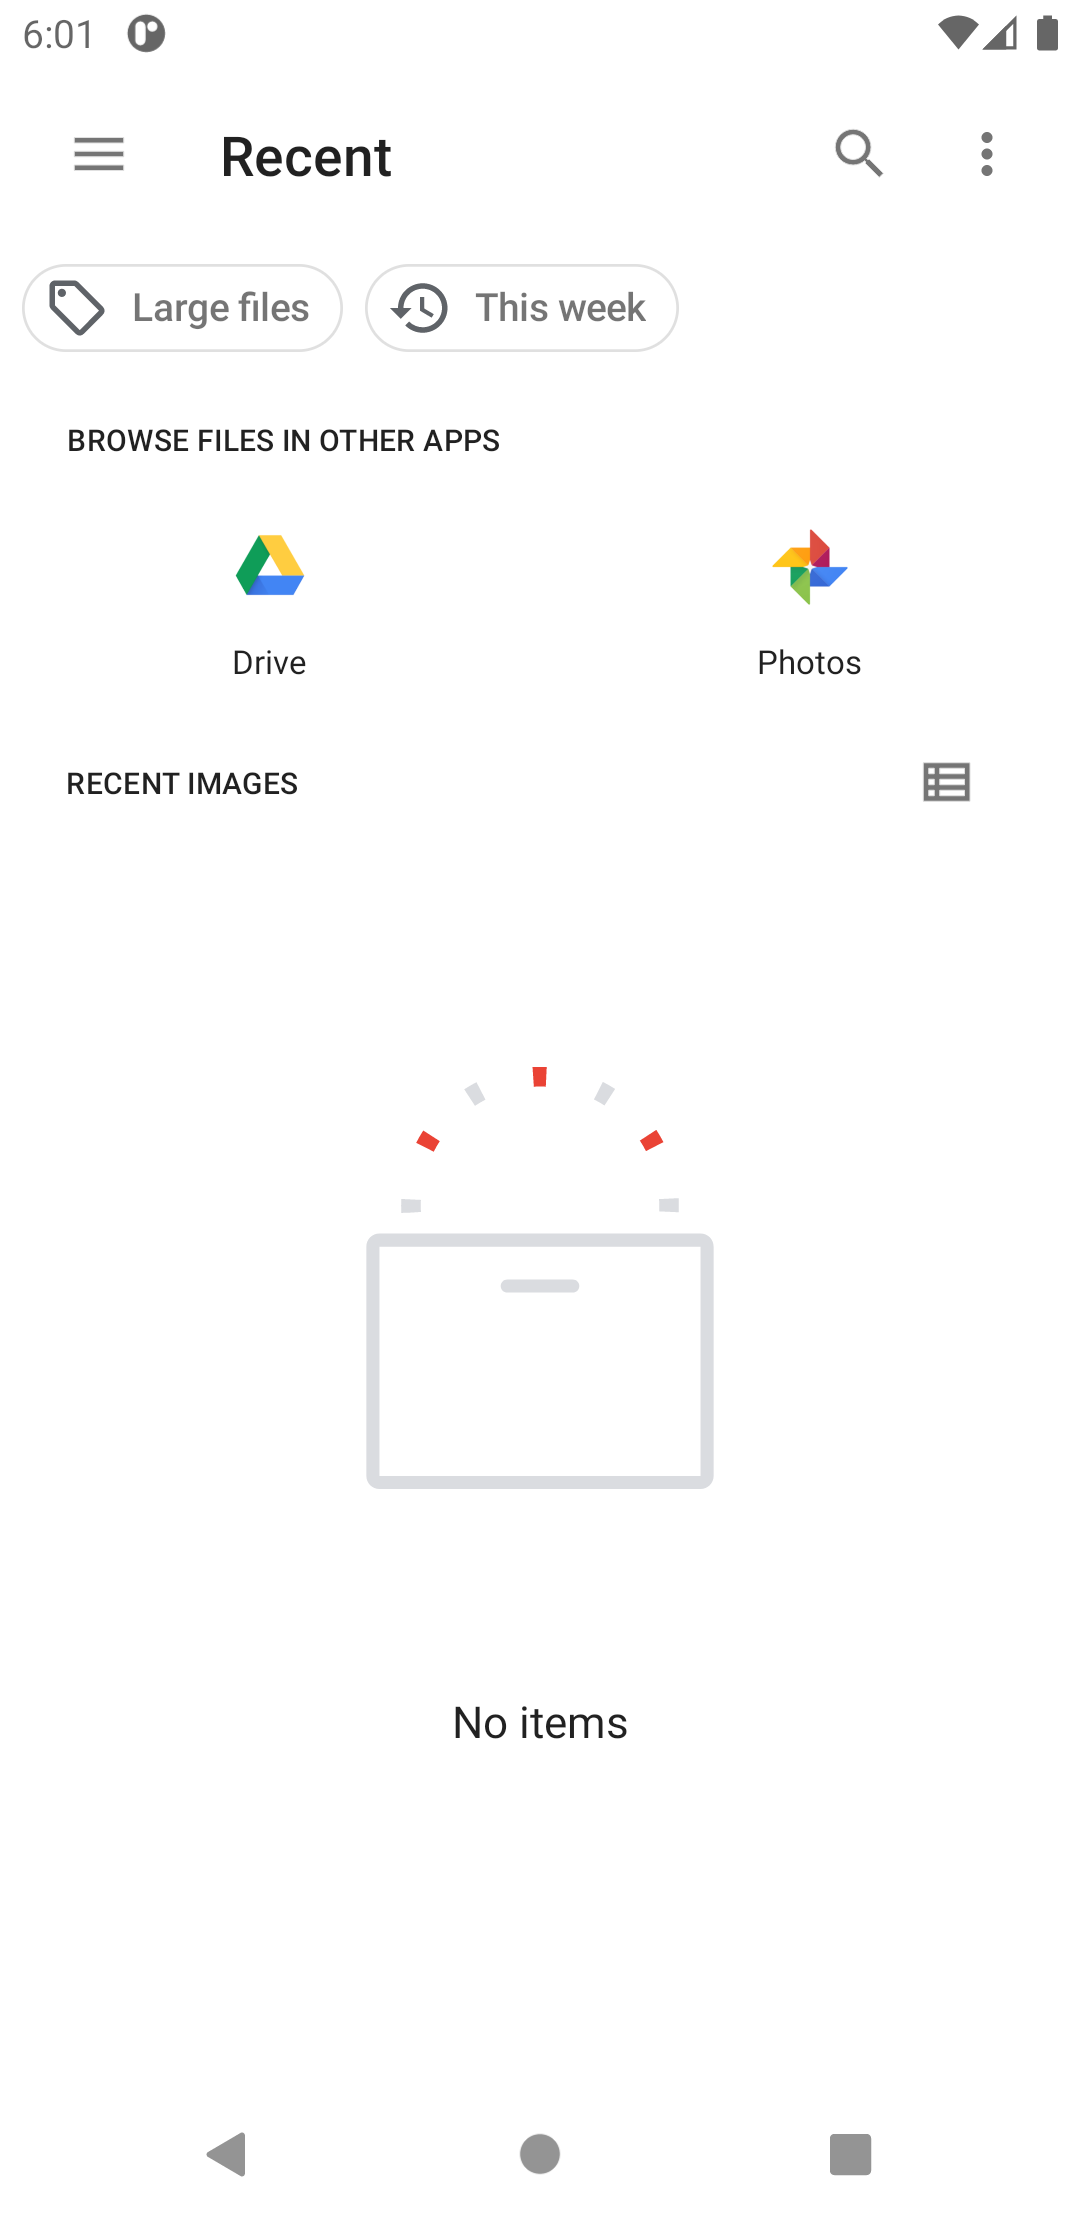 6:01
Recent
Large files
This week
BROWSE FILES IN OTHER APPS
Drive
Photos
RECENT IMAGES
No items